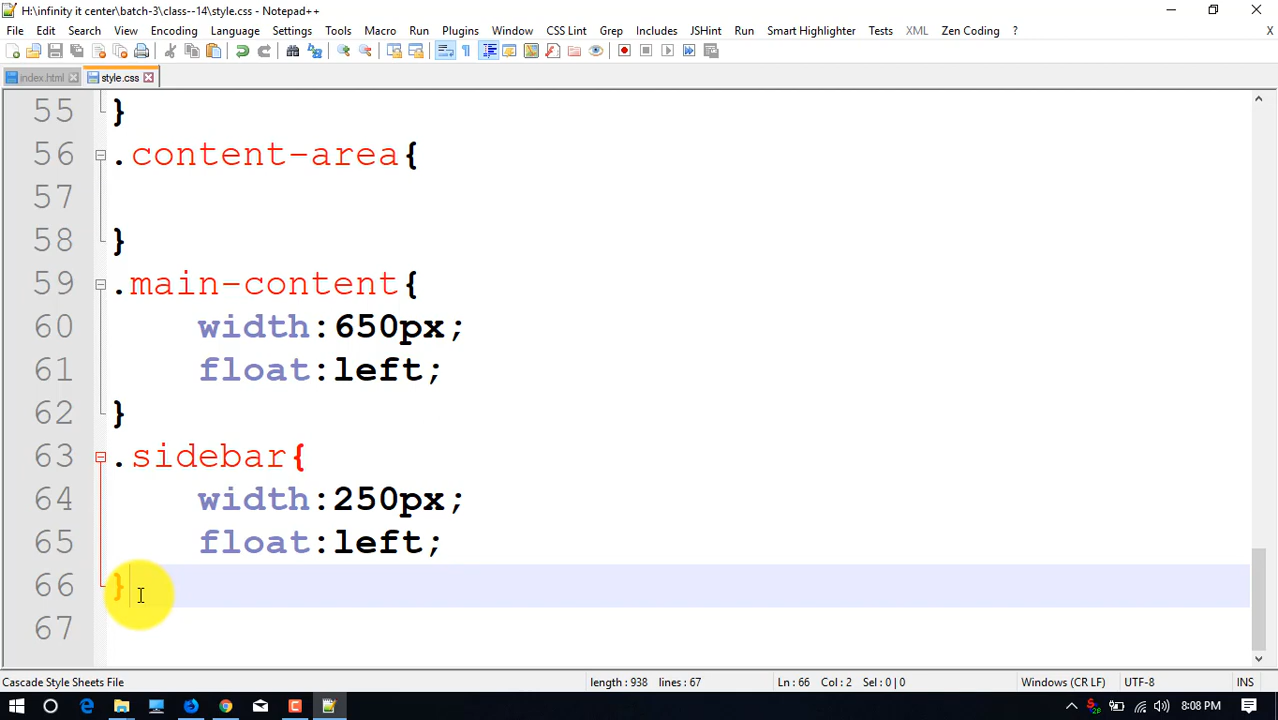 H:\infinity it center\batch-3\class--14\style.css - Notepad++
File Edit Search View Encoding Language Settings Tools Macro Run Plugins Window CSS Lint Grep Includes JSHint Run Smart Highlighter Tests XML Zen Coding ? X
index.html style.css
55 }
56 .content-area{
57
58 }
59 .main-content{
60 width:650px;
61 float:left;
62 }
63 .sidebar{
64 width:250px;
65 float:left;
66 }
67
Cascade Style Sheets File length : 938 lines : 67 Ln : 66 Col : 2 Sel : 0 | 0 Windows (CR LF) UTF-8 INS
8:08 PM